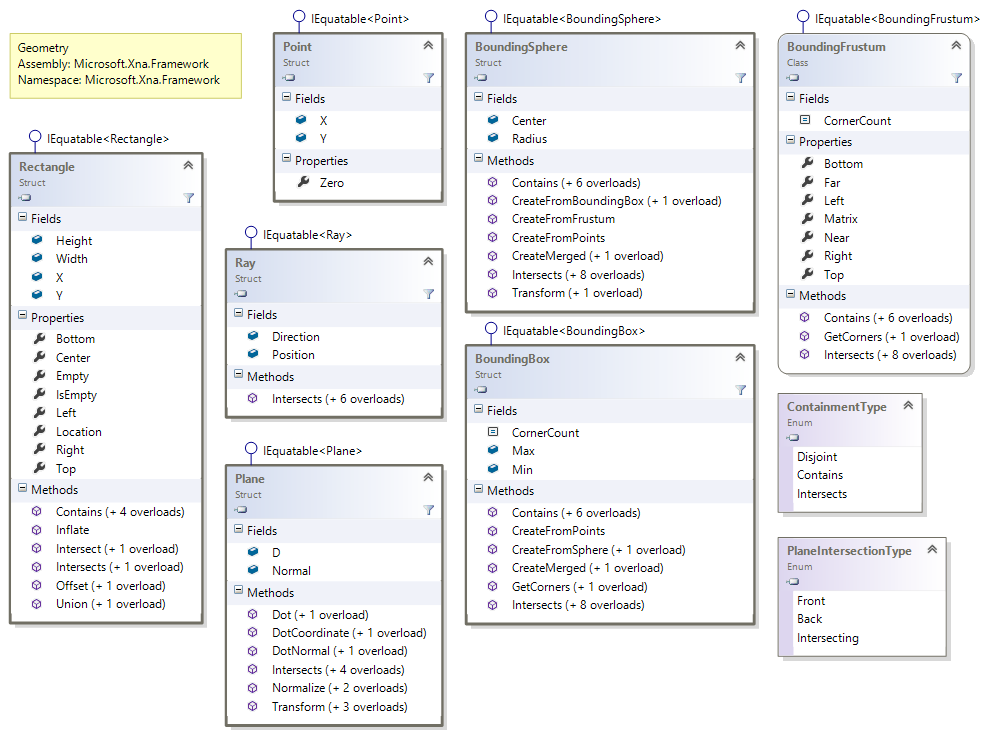 Geometry
Assembly: Microsoft.Xna.Framework
Namespace: Microsoft.Xna.Framework
IEquatable<Rectangle>
Rectangle
Struct
Fields
Height
Width
X
Y
Properties
Bottom
Center
Empty
IsEmpty
Left
Location
Right
Top
Methods
Contains (+ 4 overloads)
Inflate
Intersect (+ 1 overload)
Intersects (+ 1 overload)
Offset (+ 1 overload)
Union (+ 1 overload)
IEquatable<Point>
Point
Struct
Fields
X
Y
Properties
Zero
IEquatable<Ray>
Ray
Struct
Fields
Direction
Position
Methods
Intersects (+ 6 overloads)
IEquatable<Plane>
Plane
Struct
Fields
D
Normal
Methods
Dot (+ 1 overload)
DotCoordinate (+ 1 overload)
DotNormal (+ 1 overload)
Intersects (+ 4 overloads)
Normalize (+ 2 overloads)
Transform (+ 3 overloads)
IEquatable<BoundingSphere>
BoundingSphere
Struct
Fields
Center
Radius
Methods
Contains (+ 6 overloads)
CreateFromBoundingBox (+ 1 overload)
CreateFromFrustum
CreateFromPoints
CreateMerged (+ 1 overload)
Intersects (+ 8 overloads)
Transform (+ 1 overload)
IEquatable<BoundingBox>
BoundingBox
Struct
Fields
CornerCount
Max
Min
Methods
Contains (+ 6 overloads)
CreateFromPoints
CreateFromSphere (+ 1 overload)
CreateMerged (+ 1 overload)
GetCorners (+ 1 overload)
Intersects (+ 8 overloads)
IEquatable<BoundingFrustum>
BoundingFrustum
Class
Fields
CornerCount
Properties
Bottom
Far
Left
Matrix
Near
Right
Top
Methods
Contains (+ 6 overloads)
GetCorners (+ 1 overload)
Intersects (+ 8 overloads)
ContainmentType
Enum
Disjoint
Contains
Intersects
PlaneIntersectionType
Enum
Front
Back
Intersecting